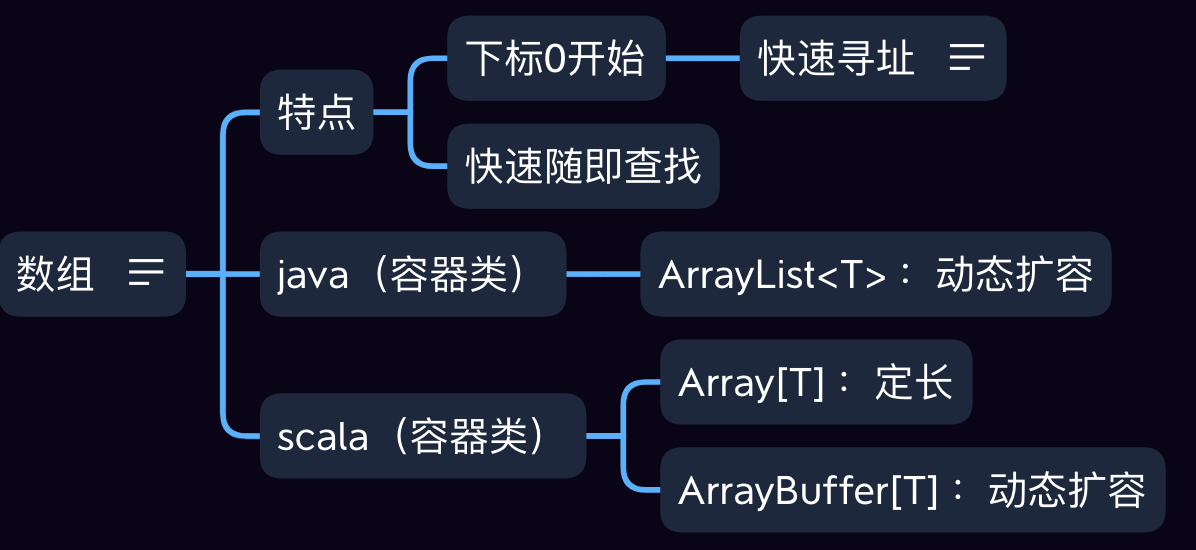 下标0开始
快速寻址
特点
快速随即查找
数组
java（容器类）
ArrayList<T>：动态扩容
Array[T]：定长
scala（容器类）
ArrayBuffer[T]：动态扩容